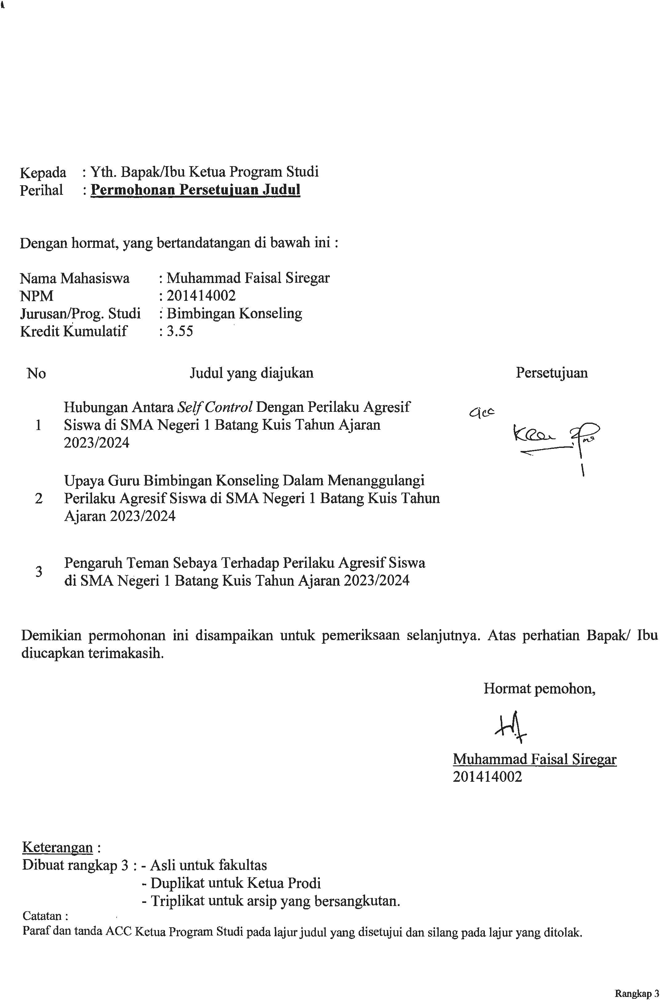 Kepada : Yth. Bapak/Ibu Ketua Program Studi
Perihal : Permohonan Persetujuan Judul
Dengan hormat, yang bertandatangan di bawah ini :
Nama Mahasiswa : Muhammad Faisal Siregar
NPM : 201414002
Jurusan/Prog. Studi : Bimbingan Konseling
Kredit Kumulatif : 3.55
No Judul yang diajukan Persetujuan
Hubungan Antara Self Control Dengan Perilaku Agresif acc
1 Siswa di SMA Negeri 1 Batang Kuis Tahun Ajaran
2023/2024
Upaya Guru Bimbingan Konseling Dalam Menanggulangi
2 Perilaku Agresif Siswa di SMA Negeri 1 Batang Kuis Tahun
Ajaran 2023/2024
3 Pengaruh Teman Sebaya Terhadap Perilaku Agresif Siswa
di SMA Negeri 1 Batang Kuis Tahun Ajaran 2023/2024
Demikian permohonan ini disampaikan untuk pemeriksaan selanjutnya. Atas perhatian Bapak/ Ibu
diucapkan terimakasih.
Hormat pemohon,
Muhammad Faisal Siregar
201414002
Keterangan :
Dibuat rangkap 3 : - Asli untuk fakultas
- Duplikat untuk Ketua Prodi
- Triplikat untuk arsip yang bersangkutan.
Catatan :
Paraf dan tanda ACC Ketua Program Studi pada lajur judul yang disetujui dan silang pada lajur yang ditolak.
Rangkap 3